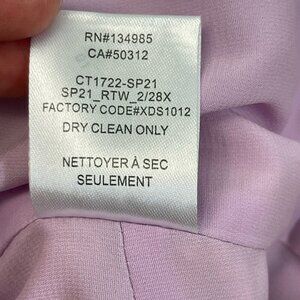 RN#134985
CA#50312
CT1722-SP21
SP21_RTW_2/28X
FACTORY CODE#XDS1012
DRY CLEAN ONLY
NETTOYER À SEC
SEULEMENT